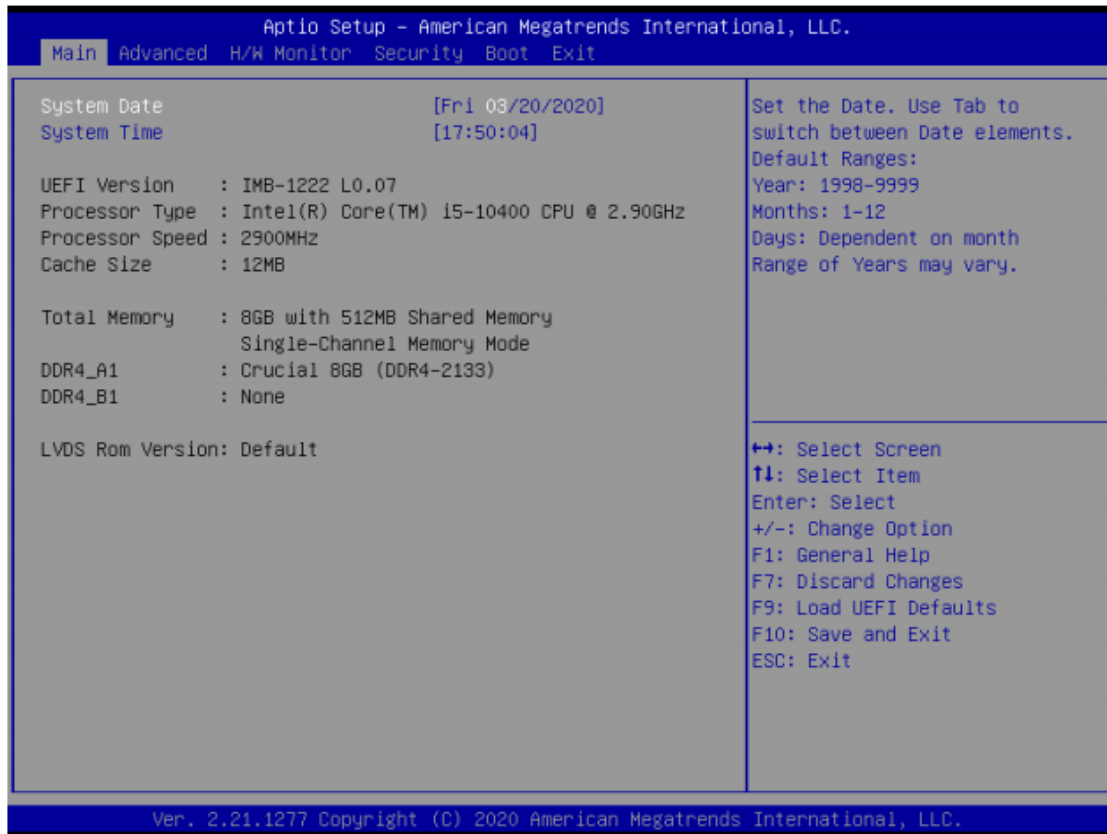 Aptio Setup – American Megatrends International, LLC.
Main Advanced H/W Monitor Security Boot Exit
System Date [Fri 03/20/2020]
System Time [17:50:04]
UEFI Version : IMB-1222 L0.07
Processor Type : Intel(R) Core(TM) i5-10400 CPU @ 2.90GHz
Processor Speed : 2900MHz
Cache Size : 12MB
Total Memory : 8GB with 512MB Shared Memory
Single-Channel Memory Mode
DDR4_A1 : Crucial 8GB (DDR4-2133)
DDR4_B1 : None
LVDS Rom Version: Default
Set the Date. Use Tab to
switch between Date elements.
Default Ranges:
Year: 1998-9999
Months: 1-12
Days: Dependent on month
Range of Years may vary.
↔: Select Screen
↑↓: Select Item
Enter: Select
+/-: Change Option
F1: General Help
F7: Discard Changes
F9: Load UEFI Defaults
F10: Save and Exit
ESC: Exit
Ver. 2.21.1277 Copyright (C) 2020 American Megatrends International, LLC.